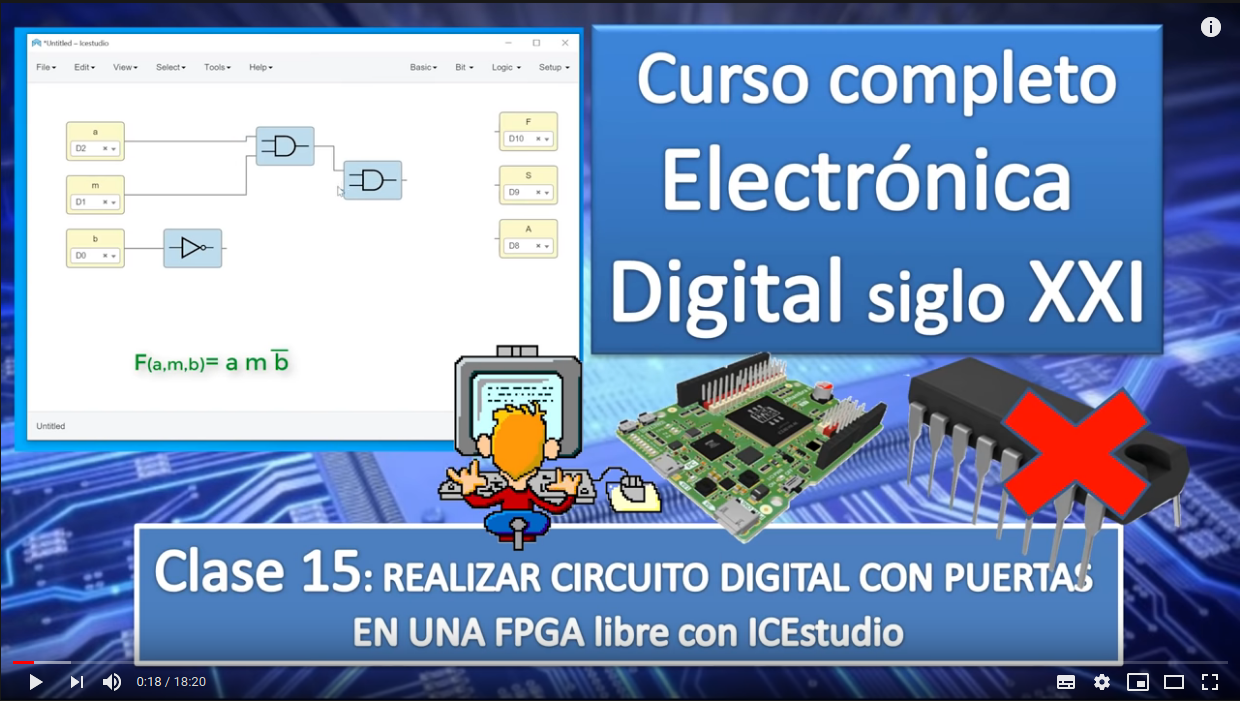 *Untitled – Icestudio
File Edit View Select Tools Help Basic Bit Logic Setup
a
D2
m
D1
b
D0
F
D10
S
D9
A
D8
F(a,m,b)= a m b̅
Untitled
Curso completo
Electrónica
Digital siglo XXI
Clase 15: REALIZAR CIRCUITO DIGITAL CON PUERTAS
EN UNA FPGA libre con ICEstudio
0:18 / 18:20